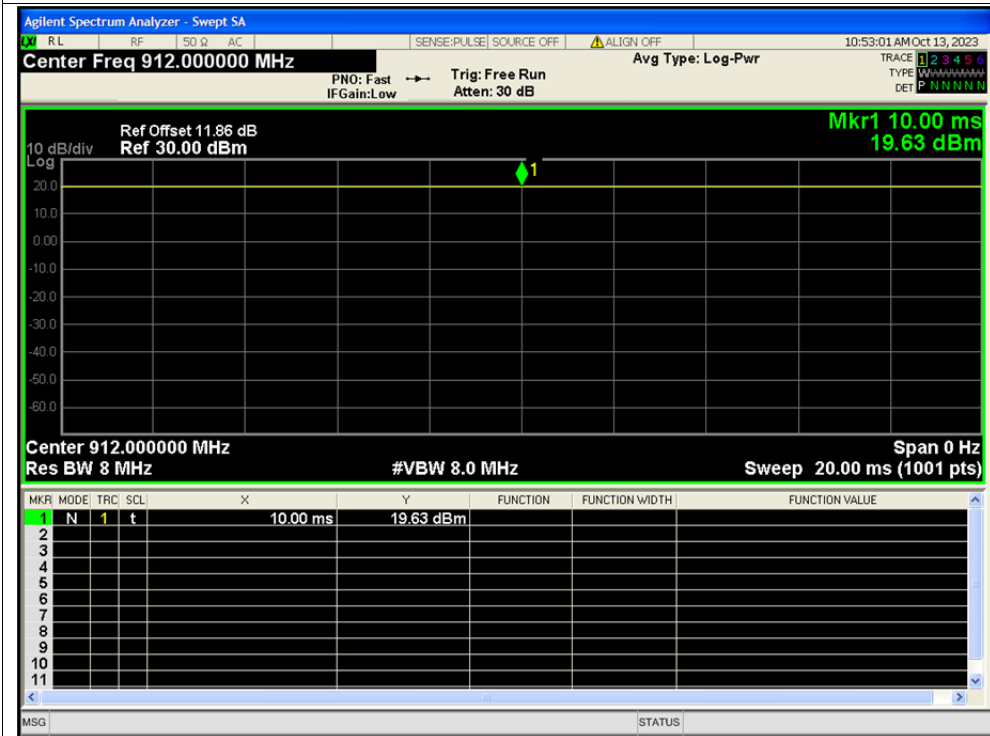 Agilent Spectrum Analyzer - Swept SA
LXI RL RF 50 Ω AC SENSE:PULSE SOURCE OFF ALIGN OFF 10:53:01 AM Oct 13, 2023
Center Freq 912.000000 MHz
PNO: Fast
IFGain:Low
Trig: Free Run
Atten: 30 dB
Avg Type: Log-Pwr
TRACE 1 2 3 4 5 6
TYPE WWWWWW
DET P N N N N N
Mkr1 10.00 ms
19.63 dBm
Ref Offset 11.86 dB
10 dB/div Ref 30.00 dBm
Log
1
20.0
10.0
0.00
-10.0
-20.0
-30.0
-40.0
-50.0
-60.0
Center 912.000000 MHz Span 0 Hz
Res BW 8 MHz #VBW 8.0 MHz Sweep 20.00 ms (1001 pts)
MKR MODE TRC SCL X Y FUNCTION FUNCTION WIDTH FUNCTION VALUE
1 N 1 t 10.00 ms 19.63 dBm
2
3
4
5
6
7
8
9
10
11
MSG STATUS